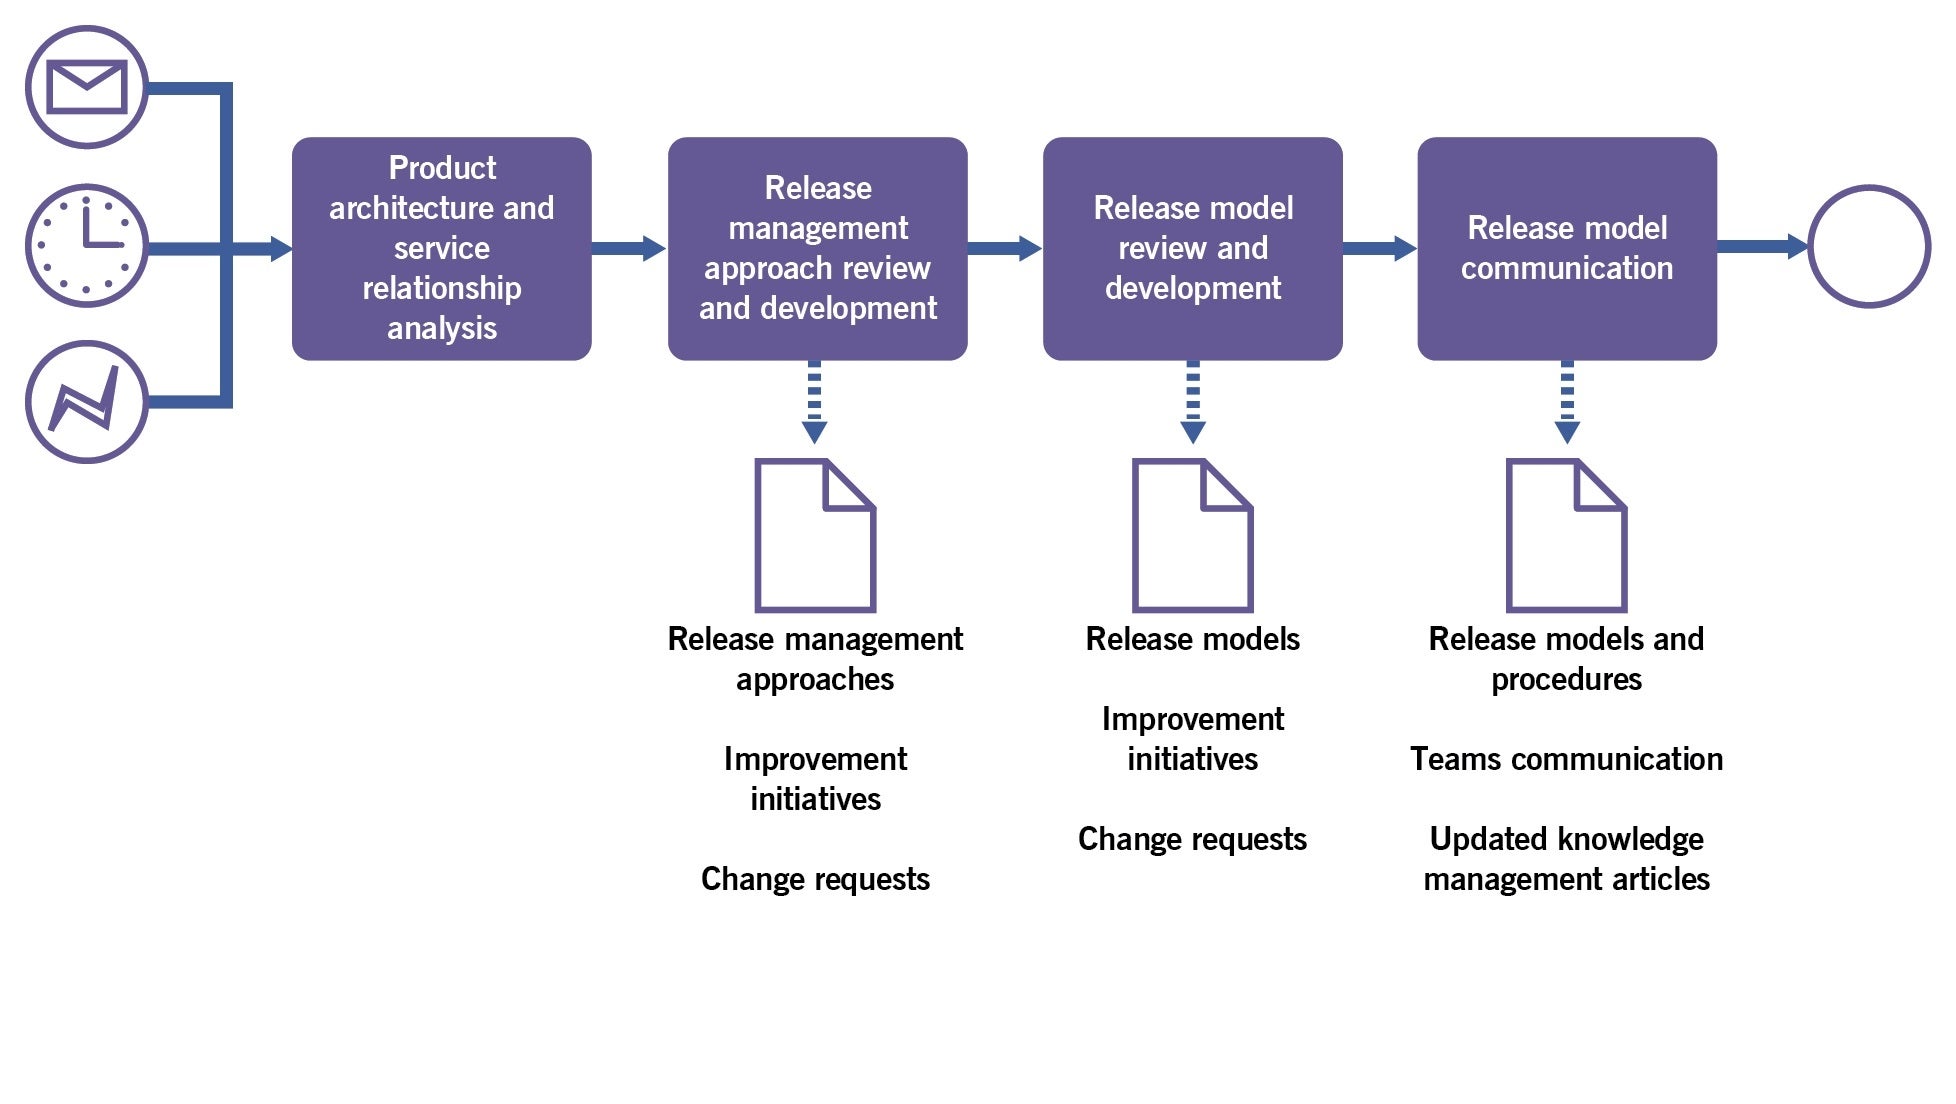 Product
architecture and
service
relationship
analysis
Release
management
approach review
and development
Release model
review and
development
Release model
communication
Release management
approaches
Improvement
initiatives
Change requests
Release models
Improvement
initiatives
Change requests
Release models and
procedures
Teams communication
Updated knowledge
management articles